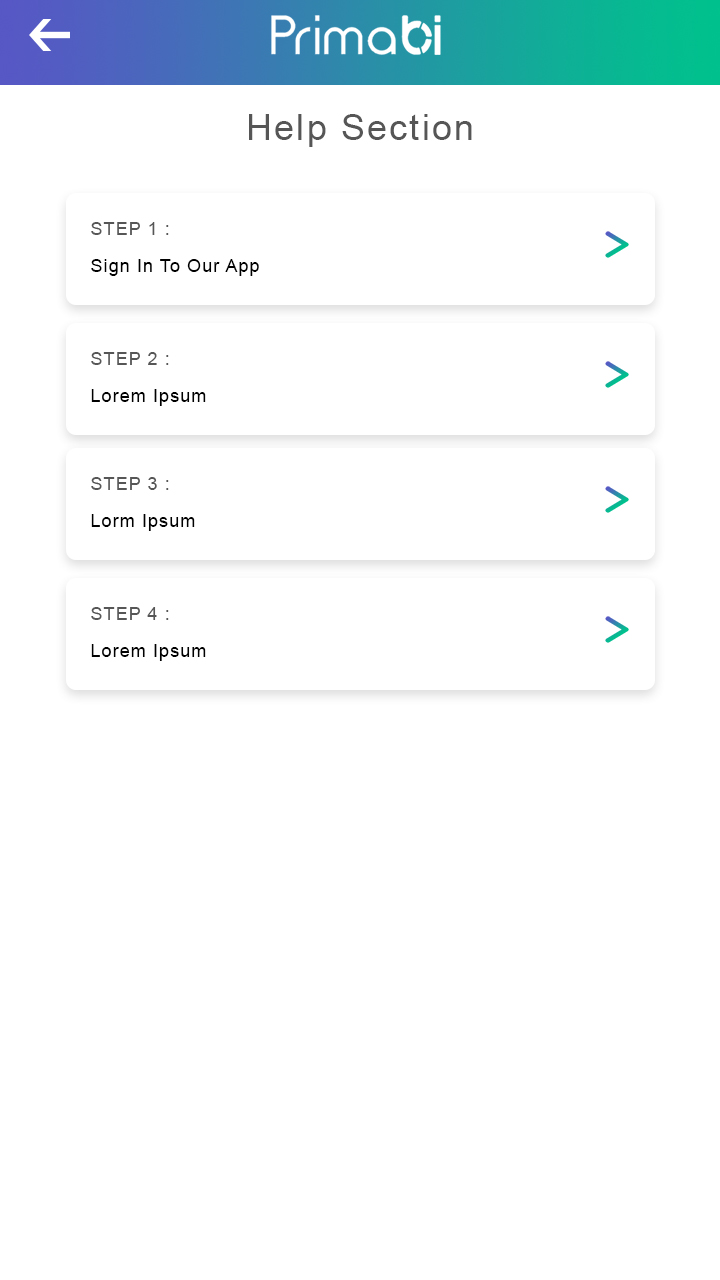 Primabi
Help Section
STEP 1 :
Sign In To Our App
STEP 2 :
Lorem Ipsum
STEP 3 :
Lorm Ipsum
STEP 4 :
Lorem Ipsum